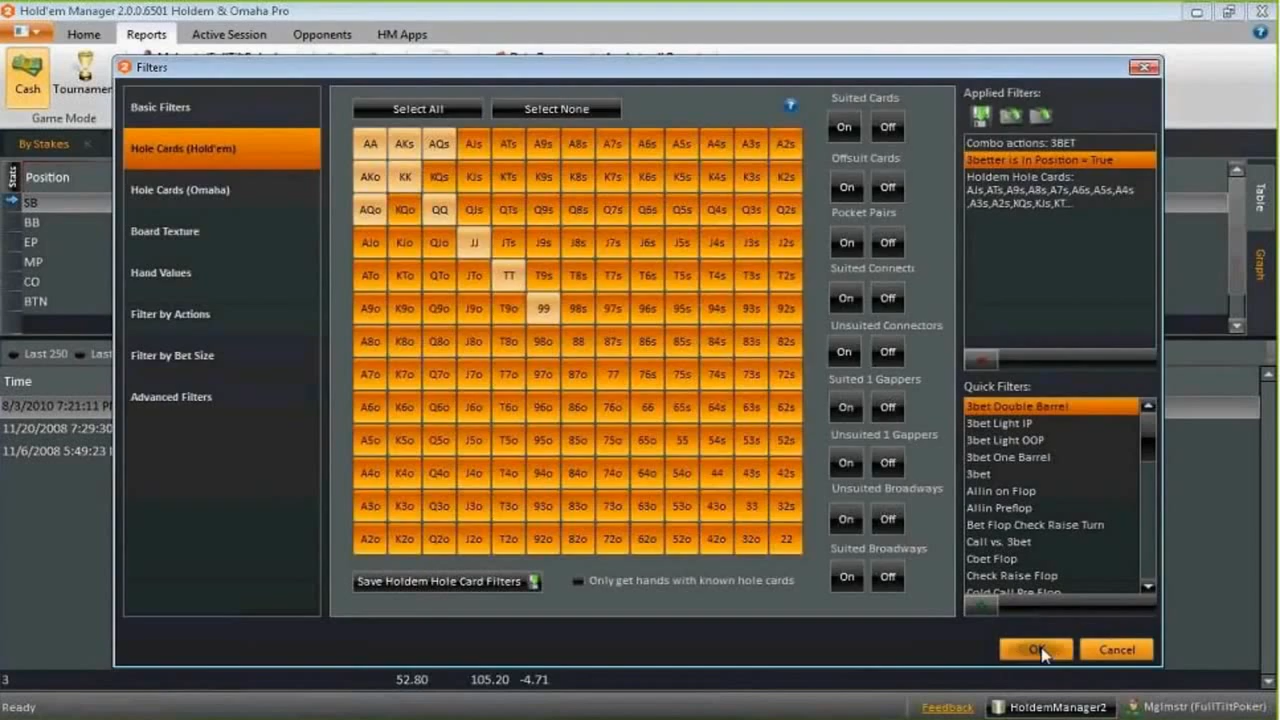 Hold'em Manager 2.0.0.6501 Holdem & Omaha Pro
Home Reports Active Session Opponents HM Apps
Cash
Game Mode
By Stakes
Stats
Position
SB
BB
EP
MP
CO
BTN
Last 250 Last
Time
8/3/2010 7:21:11 PM
11/20/2008 7:29:30
11/6/2008 5:49:23
3 52.80 105.20 -4.71
Ready
Filters
Basic Filters
Hole Cards (Hold'em)
Hole Cards (Omaha)
Board Texture
Hand Values
Filter by Actions
Filter by Bet Size
Advanced Filters
Select All Select None
AA AKs AQs AJs ATs A9s A8s A7s A6s A5s A4s A3s A2s
AKo KK KQs KJs KTs K9s K8s K7s K6s K5s K4s K3s K2s
AQo KQo QQ QJs QTs Q9s Q8s Q7s Q6s Q5s Q4s Q3s Q2s
AJo KJo QJo JJ JTs J9s J8s J7s J6s J5s J4s J3s J2s
ATo KTo QTo JTo TT T9s T8s T7s T6s T5s T4s T3s T2s
A9o K9o Q9o J9o T9o 99 98s 97s 96s 95s 94s 93s 92s
A8o K8o Q8o J8o T8o 98o 88 87s 86s 85s 84s 83s 82s
A7o K7o Q7o J7o T7o 97o 87o 77 76s 75s 74s 73s 72s
A6o K6o Q6o J6o T6o 96o 86o 76o 66 65s 64s 63s 62s
A5o K5o Q5o J5o T5o 95o 85o 75o 65o 55 54s 53s 52s
A4o K4o Q4o J4o T4o 94o 84o 74o 64o 54o 44 43s 42s
A3o K3o Q3o J3o T3o 93o 83o 73o 63o 53o 43o 33 32s
A2o K2o Q2o J2o T2o 92o 82o 72o 62o 52o 42o 32o 22
Save Holdem Hole Card Filters Only get hands with known hole cards
Suited Cards
On Off
Offsuit Cards
On Off
Pocket Pairs
On Off
Suited Connect
On Off
Unsuited Connectors
On Off
Suited 1 Gappers
On Off
Unsuited 1 Gappers
On Off
Unsuited Broadways
On Off
Suited Broadways
On Off
Applied Filters:
Combo actions: 3BET
3better is in Position = True
Holdem Hole Cards:
AJs,ATs,A9s,A8s,A7s,A6s,A5s,A4s
,A3s,A2s,KQs,KJs,KT...
Quick Filters:
3bet Double Barrel
3bet Light IP
3bet Light OOP
3bet One Barrel
3bet
Allin on Flop
Allin Preflop
Bet Flop Check Raise Turn
Call vs. 3bet
Cbet Flop
Check Raise Flop
Cold Call Pre Flop
OK Cancel
Table
Graph
Feedback HoldemManager2 MgImstr (FullTiltPoker)